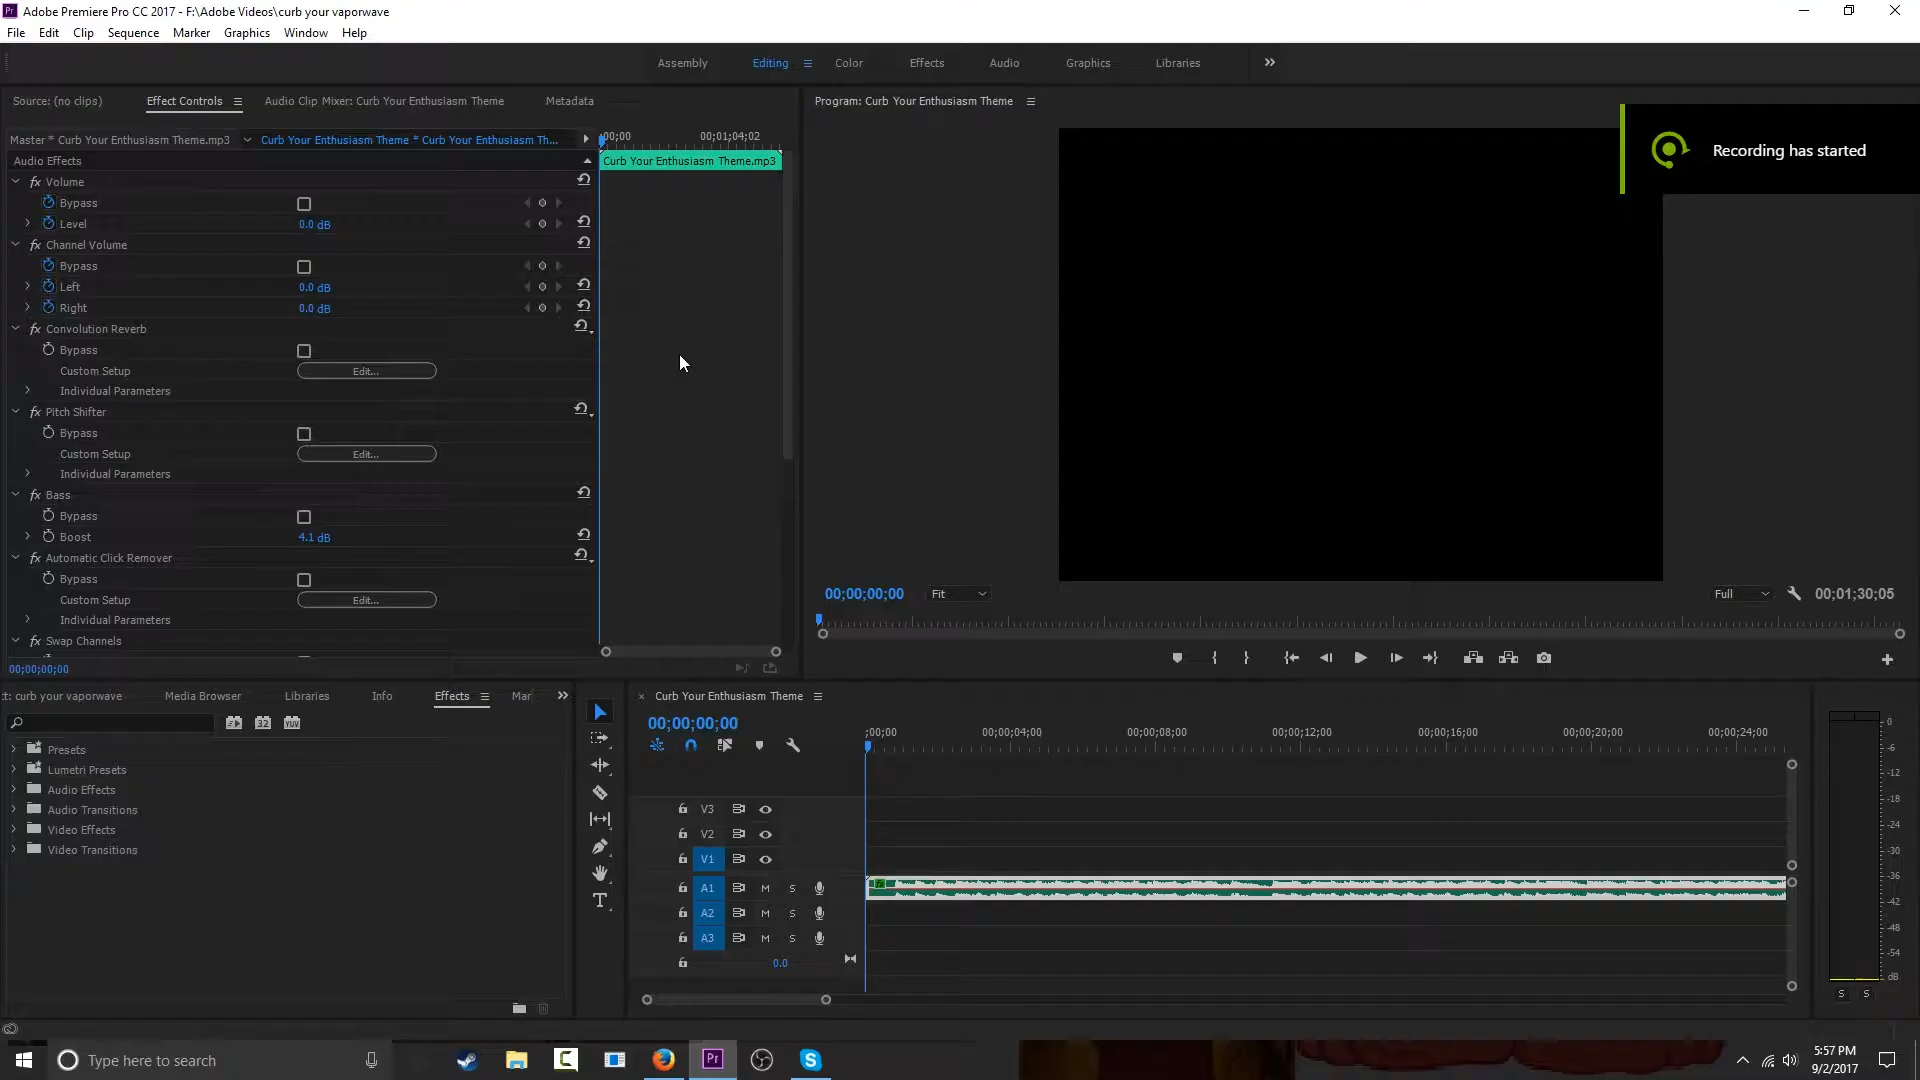 Adobe Premiere Pro CC 2017 - F:\Adobe Videos\curb your vaporwave
File Edit Clip Sequence Marker Graphics Window Help
Assembly Editing Color Effects Audio Graphics Libraries
Source: (no clips) Effect Controls Audio Clip Mixer: Curb Your Enthusiasm Theme Metadata
Program: Curb Your Enthusiasm Theme
Recording has started
Master * Curb Your Enthusiasm Theme.mp3 Curb Your Enthusiasm Theme * Curb Your Enthusiasm Th...
:00;00 00;01;04;02
Audio Effects
Curb Your Enthusiasm Theme.mp3
fx Volume
Bypass
Level 0.0 dB
fx Channel Volume
Bypass
Left 0.0 dB
Right 0.0 dB
fx Convolution Reverb
Bypass
Custom Setup Edit...
Individual Parameters
fx Pitch Shifter
Bypass
Custom Setup Edit...
Individual Parameters
fx Bass
Bypass
Boost 4.1 dB
fx Automatic Click Remover
Bypass
Custom Setup Edit...
Individual Parameters
fx Swap Channels
00;00;00;00
00;00;00;00 Fit Full 00;01;30;05
ct: curb your vaporwave Media Browser Libraries Info Effects Mar
32 YUV
Presets
Lumetri Presets
Audio Effects
Audio Transitions
Video Effects
Video Transitions
Curb Your Enthusiasm Theme
00;00;00;00
;00;00 00;00;04;00 00;00;08;00 00;00;12;00 00;00;16;00 00;00;20;00 00;00;24;00
V3
V2
V1
A1 M S
A2 M S
A3 M S
0.0
fx
0
-6
-12
-18
-24
-30
-36
-42
-48
-54
dB
S S
Type here to search
Pr
5:57 PM
9/2/2017